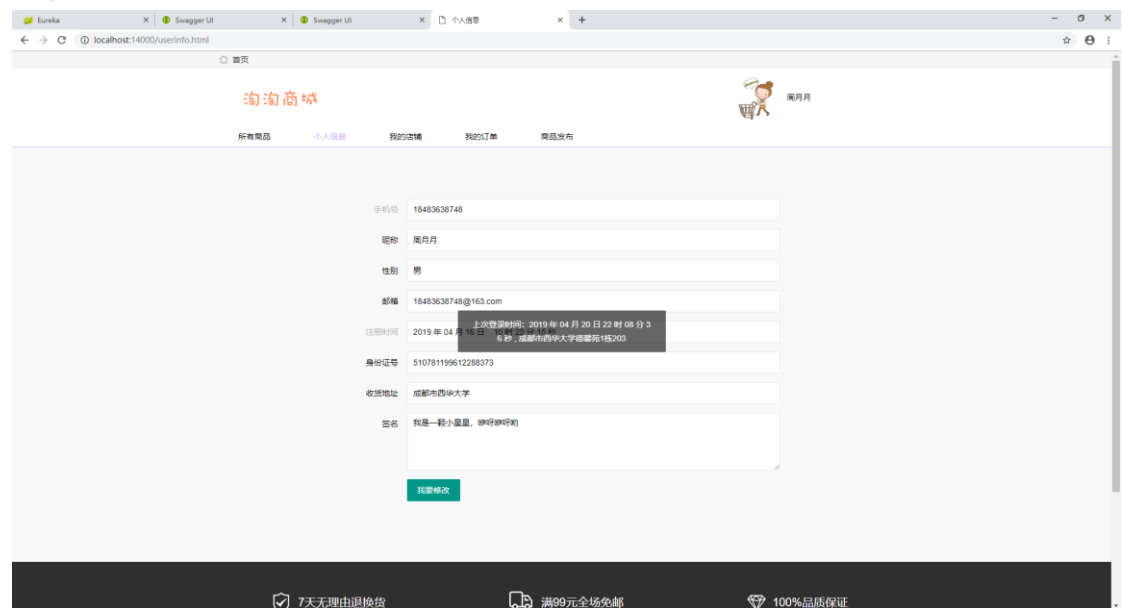 Eureka
Swagger UI
Swagger UI
个人信息
localhost:14000/userinfo.html
首页
淘淘商城
周月月
所有商品 个人信息 我的店铺 我的订单 商品发布
手机号 18483638748
昵称 周月月
性别 男
邮箱 18483638748@163.com
上次登录时间：2019 年 04 月 20 日 22 时 08 分 3
6 秒 , 成都市西华大学德馨苑1栋203
注册时间 2019 年 04 月 16 日 10 时 25 分 15 秒
身份证号 510781199612288373
收货地址 成都市西华大学
签名 我是一颗小星星，咿呀咿呀哟
我要修改
7天无理由退换货 满99元全场免邮 100%品质保证